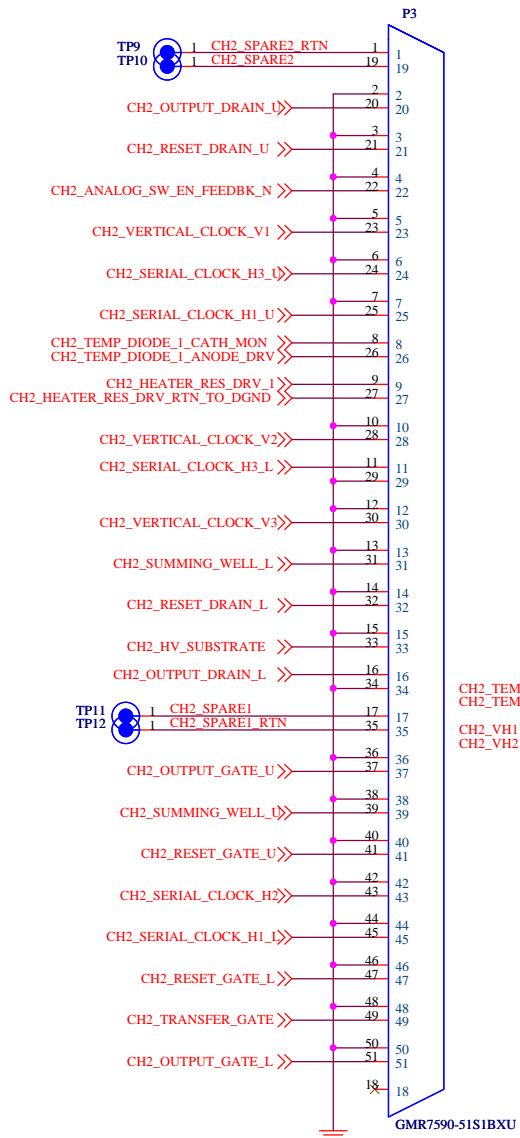 P3
TP9 1 CH2_SPARE2_RTN 1 1
TP10 1 CH2_SPARE2 19 19
2 2
CH2_OUTPUT_DRAIN_U 20 20
3 3
CH2_RESET_DRAIN_U 21 21
4 4
CH2_ANALOG_SW_EN_FEEDBK_N 22 22
5 5
CH2_VERTICAL_CLOCK_V1 23 23
6 6
CH2_SERIAL_CLOCK_H3_U 24 24
7 7
CH2_SERIAL_CLOCK_H1_U 25 25
CH2_TEMP_DIODE_1_CATH_MON 8 8
CH2_TEMP_DIODE_1_ANODE_DRV 26 26
CH2_HEATER_RES_DRV_1 9 9
CH2_HEATER_RES_DRV_RTN_TO_DGND 27 27
10 10
CH2_VERTICAL_CLOCK_V2 28 28
CH2_SERIAL_CLOCK_H3_L 11 11
29 29
12 12
CH2_VERTICAL_CLOCK_V3 30 30
13 13
CH2_SUMMING_WELL_L 31 31
14 14
CH2_RESET_DRAIN_L 32 32
15 15
CH2_HV_SUBSTRATE 33 33
CH2_OUTPUT_DRAIN_L 16 16
34 34 CH2_TEM
CH2_TEM
TP11 1 CH2_SPARE1 17 17
TP12 1 CH2_SPARE1_RTN 35 35 CH2_VH1
CH2_VH2
36 36
CH2_OUTPUT_GATE_U 37 37
38 38
CH2_SUMMING_WELL_U 39 39
40 40
CH2_RESET_GATE_U 41 41
42 42
CH2_SERIAL_CLOCK_H2 43 43
44 44
CH2_SERIAL_CLOCK_H1_L 45 45
46 46
CH2_RESET_GATE_L 47 47
48 48
CH2_TRANSFER_GATE 49 49
50 50
CH2_OUTPUT_GATE_L 51 51
18 18
GMR7590-51S1BXU